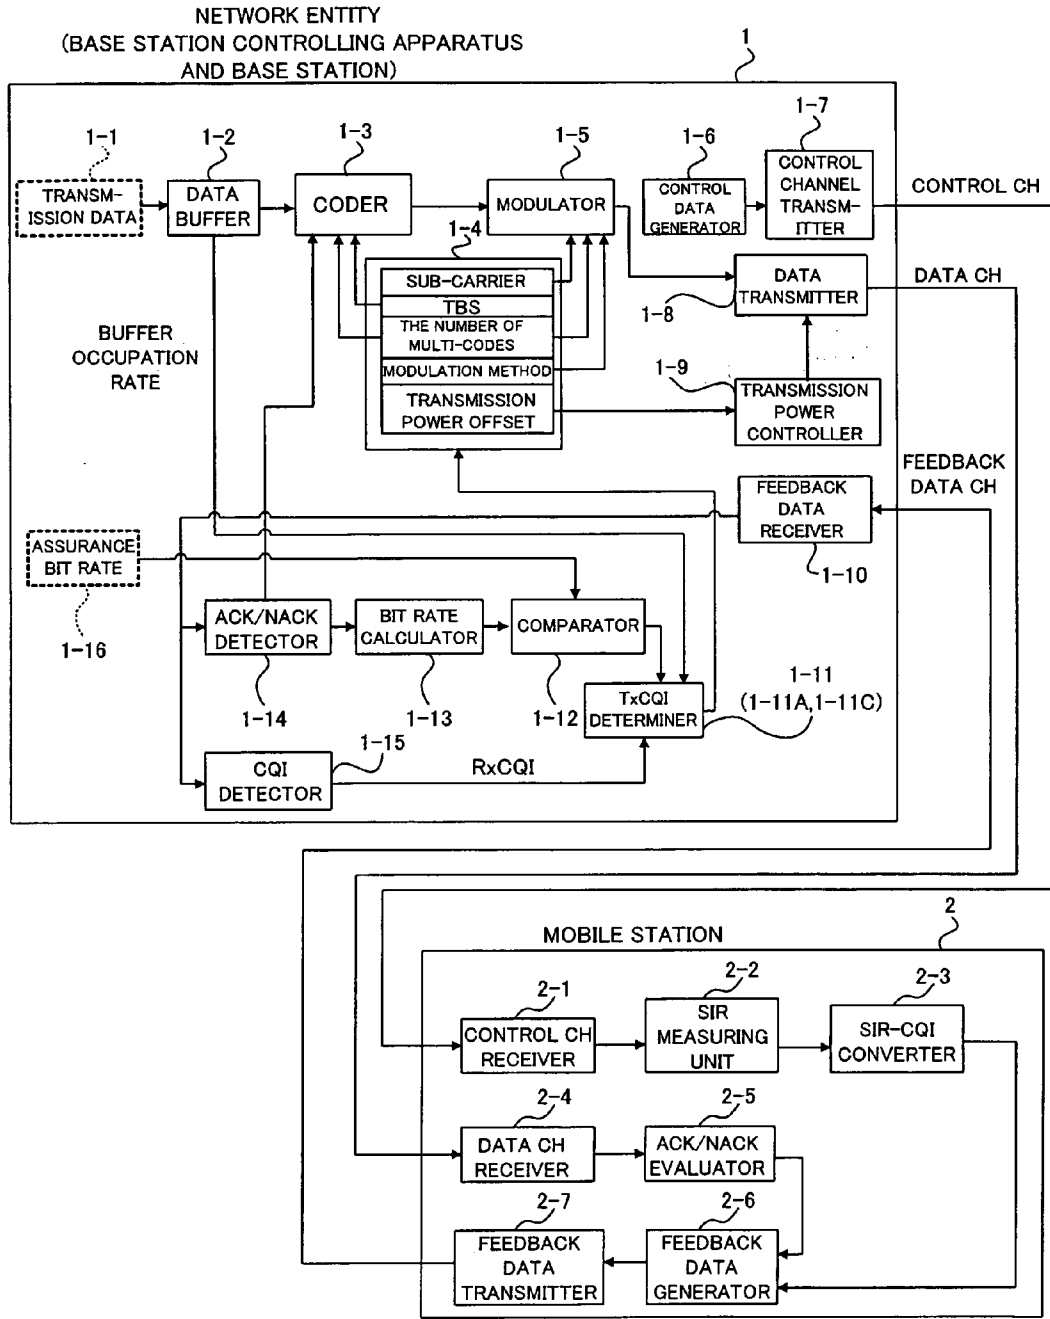 NETWORK ENTITY
(BASE STATION CONTROLLING APPARATUS
AND BASE STATION)
1
1-1
1-2
1-3
1-5
1-6
1-7
TRANSM-
ISSION DATA
DATA
BUFFER
CODER
MODULATOR
CONTROL
DATA
GENERATOR
CONTROL
CHANNEL
TRANSM-
ITTER
CONTROL CH
1-4
SUB-CARRIER
TBS
THE NUMBER OF
MULTI-CODES
MODULATION METHOD
TRANSMISSION
POWER OFFSET
DATA
TRANSMITTER
1-8
DATA CH
BUFFER
OCCUPATION
RATE
1-9
TRANSMISSION
POWER
CONTROLLER
FEEDBACK
DATA CH
FEEDBACK
DATA
RECEIVER
1-10
ASSURANCE
BIT RATE
1-16
ACK/NACK
DETECTOR
1-14
BIT RATE
CALCULATOR
1-13
COMPARATOR
1-12
TxCQI
DETERMINER
1-11
(1-11A,1-11C)
1-15
CQI
DETECTOR
RxCQI
2
MOBILE STATION
2-1
CONTROL CH
RECEIVER
2-2
SIR
MEASURING
UNIT
2-3
SIR-CQI
CONVERTER
2-4
DATA CH
RECEIVER
2-5
ACK/NACK
EVALUATOR
2-7
FEEDBACK
DATA
TRANSMITTER
2-6
FEEDBACK
DATA
GENERATOR